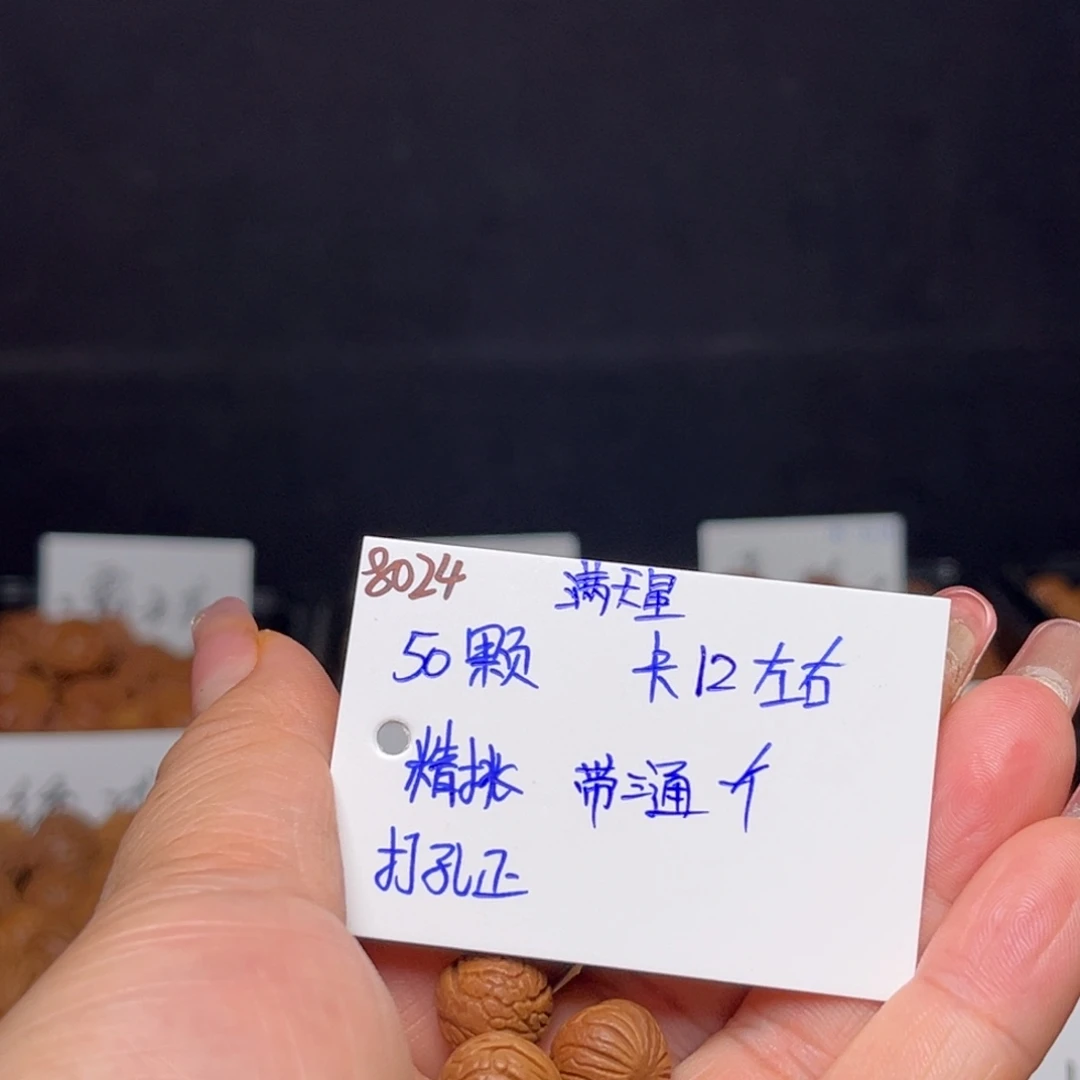 8024 满天星
50颗 卡12左右
精挑 带三通 个
打孔正